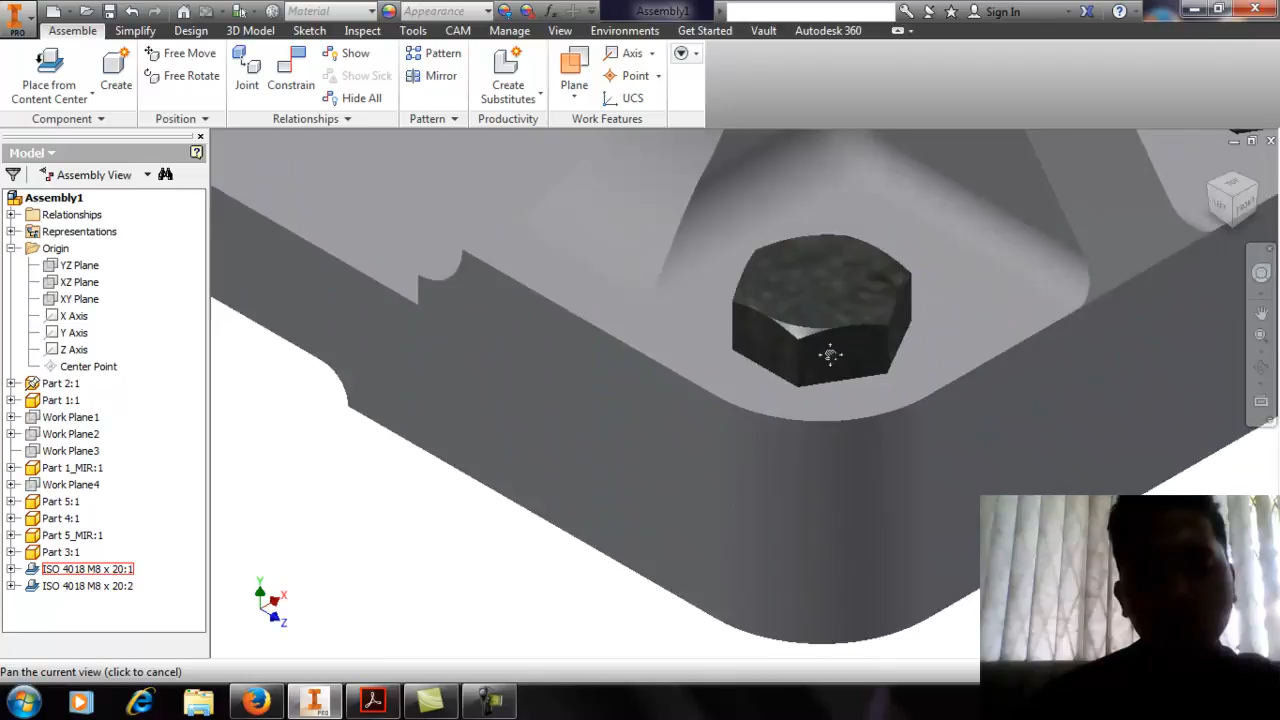 PRO
Material
Appearance
Assembly1
Sign In
Assemble Simplify Design 3D Model Sketch Inspect Tools CAM Manage View Environments Get Started Vault Autodesk 360
Place from
Content Center
Create
Free Move
Free Rotate
Joint
Constrain
Show
Show Sick
Hide All
Pattern
Mirror
Create
Substitutes
Plane
Axis
Point
UCS
Component Position Relationships Pattern Productivity Work Features
Model
Assembly View
Assembly1
Relationships
Representations
Origin
YZ Plane
XZ Plane
XY Plane
X Axis
Y Axis
Z Axis
Center Point
Part 2:1
Part 1:1
Work Plane1
Work Plane2
Work Plane3
Part 1_MIR:1
Work Plane4
Part 5:1
Part 4:1
Part 5_MIR:1
Part 3:1
ISO 4018 M8 x 20:1
ISO 4018 M8 x 20:2
TOP
LEFT
FRONT
Y
X
Z
Pan the current view (click to cancel)
PRO